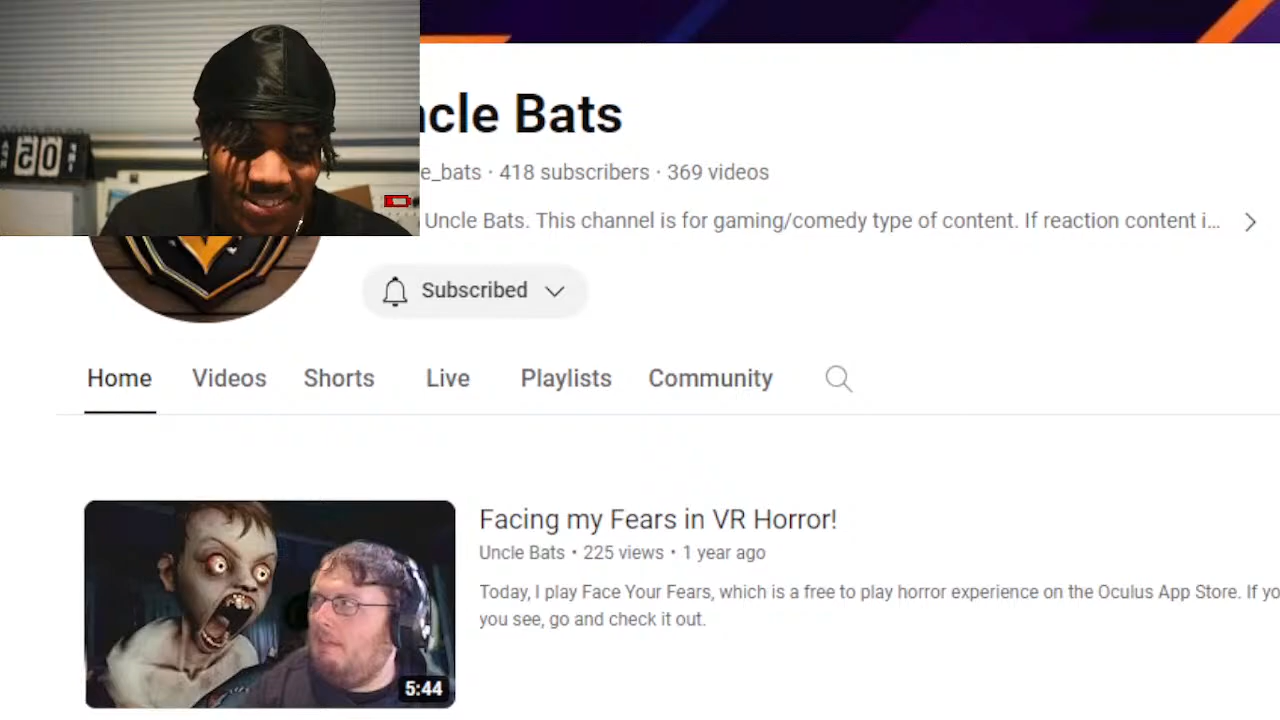 Uncle Bats
e_bats · 418 subscribers · 369 videos
Uncle Bats. This channel is for gaming/comedy type of content. If reaction content i...
Subscribed
Home Videos Shorts Live Playlists Community
Facing my Fears in VR Horror!
Uncle Bats • 225 views • 1 year ago
Today, I play Face Your Fears, which is a free to play horror experience on the Oculus App Store. If yo
you see, go and check it out.
5:44